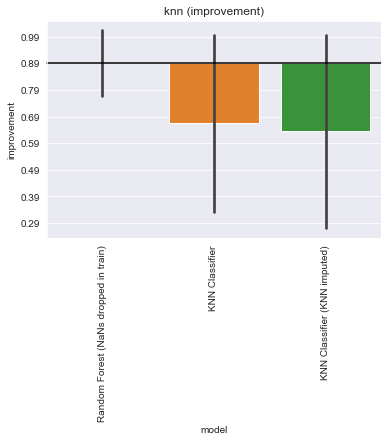 knn (improvement)
0.99
0.89
0.79
0.69
0.59
0.49
0.39
0.29
improvement
Random Forest (NaNs dropped in train)
KNN Classifier
KNN Classifier (KNN imputed)
model